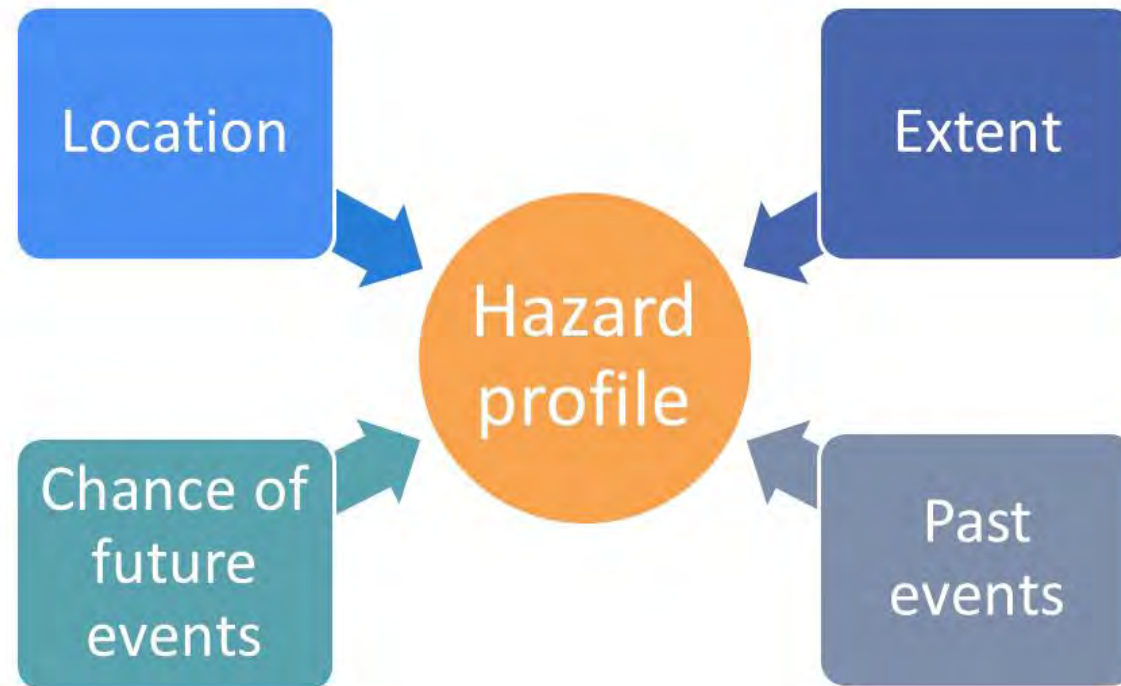 Location
Extent
Hazard
profile
Chance of
future
events
Past
events